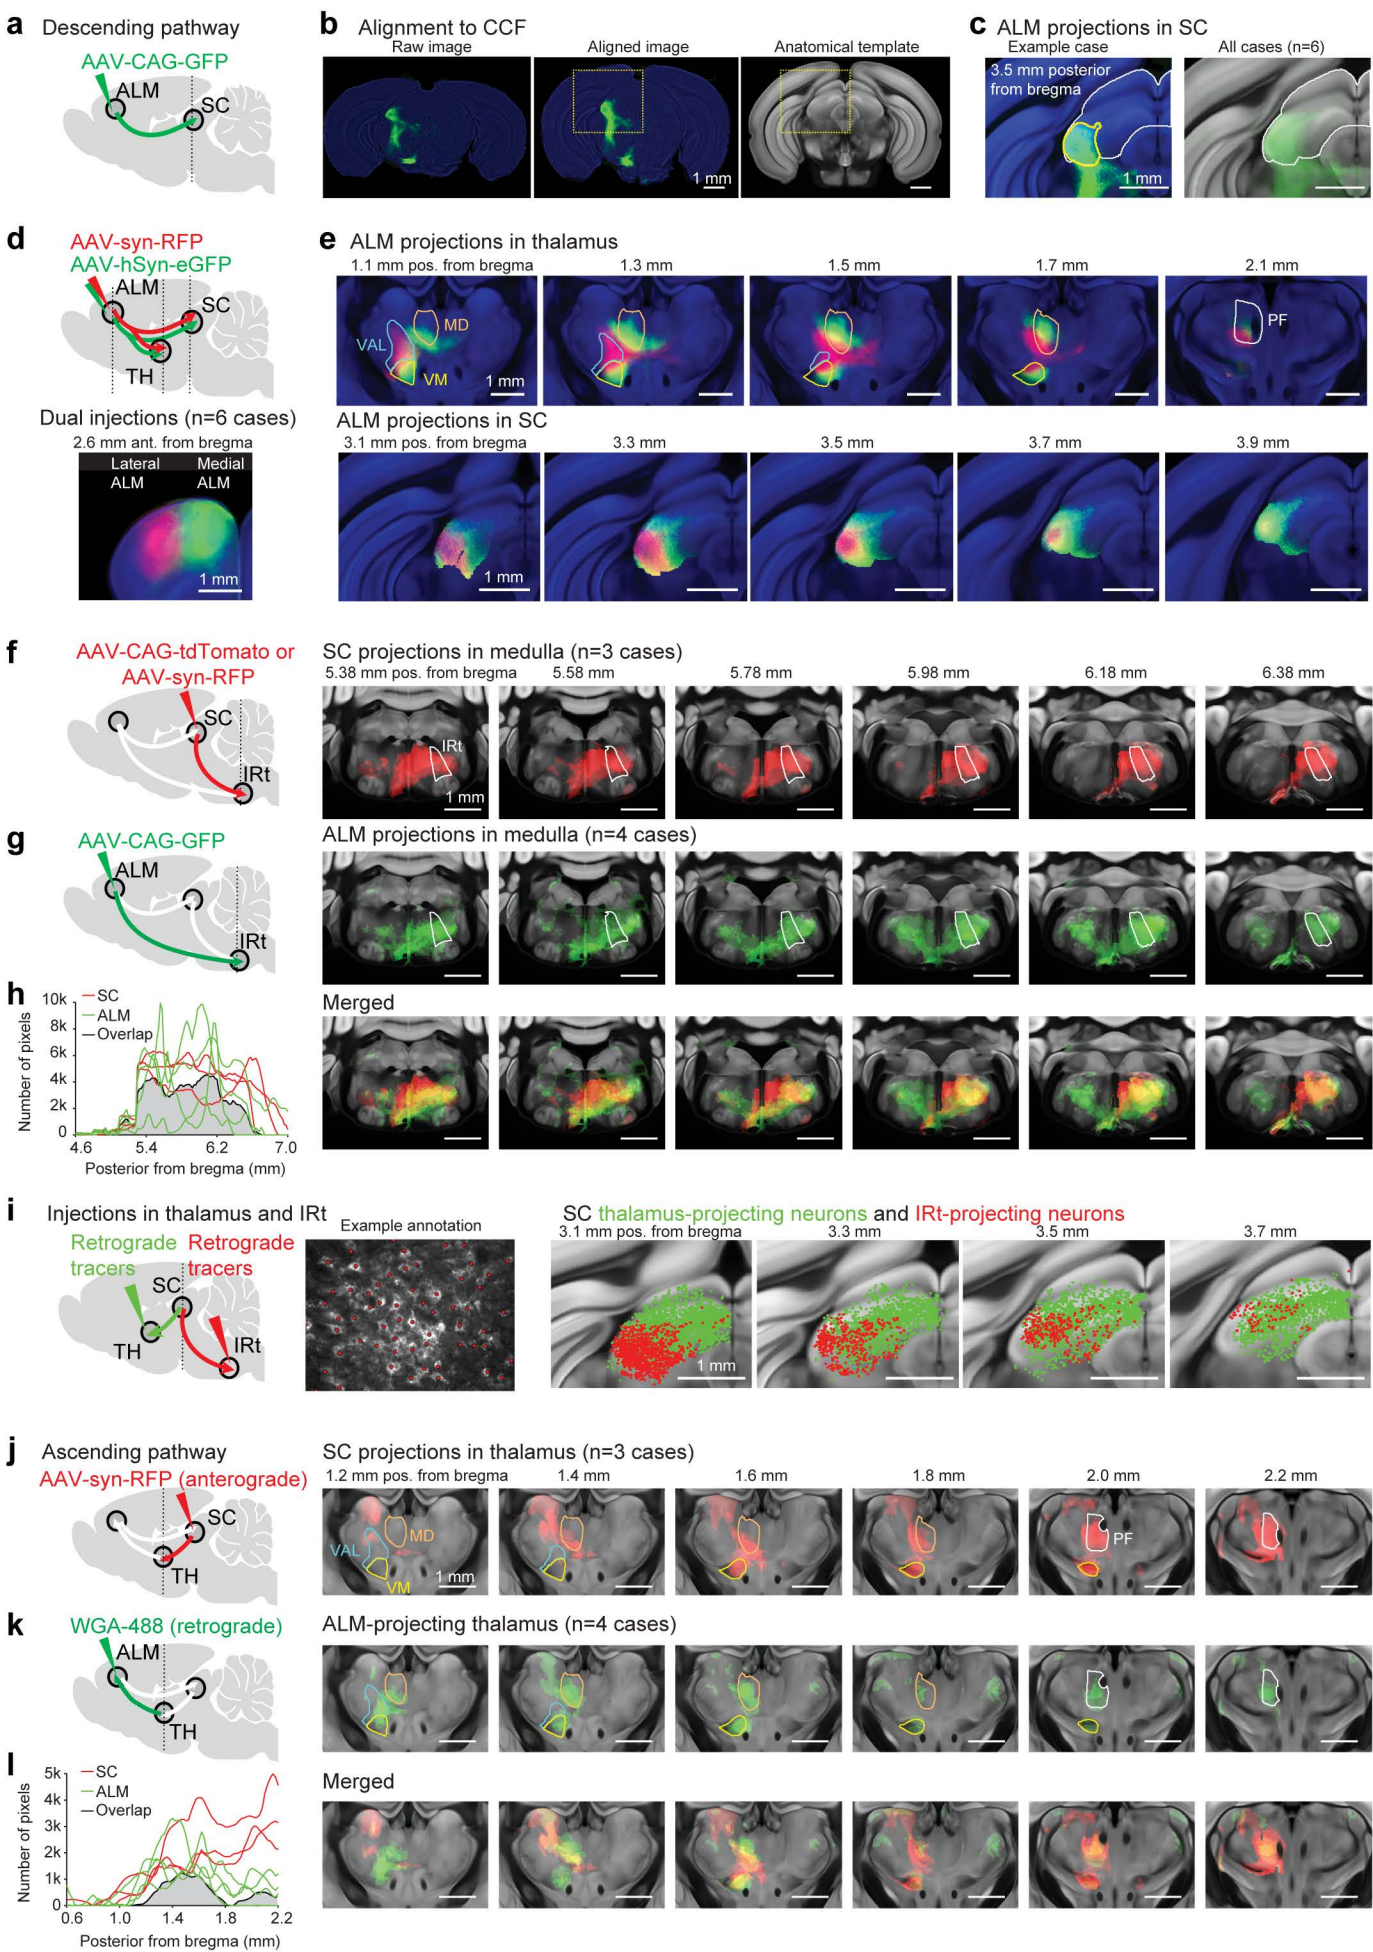 a Descending pathway
AAV-CAG-GFP
ALM
SC
b Alignment to CCF
Raw image
Aligned image
Anatomical template
1 mm
c ALM projections in SC
Example case
All cases (n=6)
3.5 mm posterior
from bregma
1 mm
d AAV-syn-RFP
AAV-hSyn-eGFP
ALM
SC
TH
Dual injections (n=6 cases)
2.6 mm ant. from bregma
Lateral Medial
ALM ALM
1 mm
e ALM projections in thalamus
1.1 mm pos. from bregma 1.3 mm 1.5 mm 1.7 mm 2.1 mm
MD
VAL
VM
1 mm
PF
ALM projections in SC
3.1 mm pos. from bregma 3.3 mm 3.5 mm 3.7 mm 3.9 mm
1 mm
f AAV-CAG-tdTomato or
AAV-syn-RFP
SC
IRt
SC projections in medulla (n=3 cases)
5.38 mm pos. from bregma 5.58 mm 5.78 mm 5.98 mm 6.18 mm 6.38 mm
IRt
1 mm
g AAV-CAG-GFP
ALM
IRt
ALM projections in medulla (n=4 cases)
h
10k
8k
6k
4k
2k
0
Number of pixels
SC
ALM
Overlap
4.6 5.4 6.2 7.0
Posterior from bregma (mm)
Merged
i Injections in thalamus and IRt
Retrograde Retrograde
tracers tracers
SC
TH
IRt
Example annotation
SC thalamus-projecting neurons and IRt-projecting neurons
3.1 mm pos. from bregma 3.3 mm 3.5 mm 3.7 mm
1 mm
j Ascending pathway
AAV-syn-RFP (anterograde)
SC
TH
SC projections in thalamus (n=3 cases)
1.2 mm pos. from bregma 1.4 mm 1.6 mm 1.8 mm 2.0 mm 2.2 mm
MD
VAL
VM
1 mm
PF
k WGA-488 (retrograde)
ALM
TH
ALM-projecting thalamus (n=4 cases)
l
5k
4k
3k
2k
1k
0
Number of pixels
SC
ALM
Overlap
0.6 1.0 1.4 1.8 2.2
Posterior from bregma (mm)
Merged